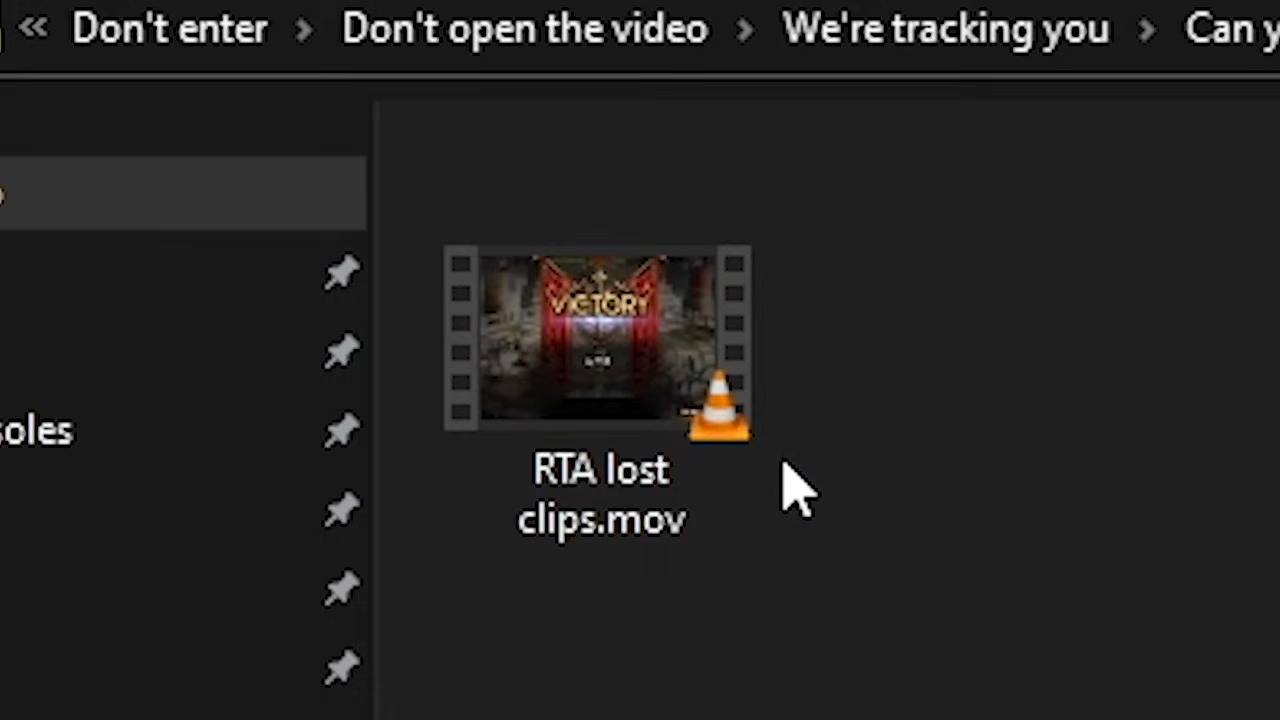 « Don't enter > Don't open the video > We're tracking you > Can y
VICTORY
soles
RTA lost
clips.mov